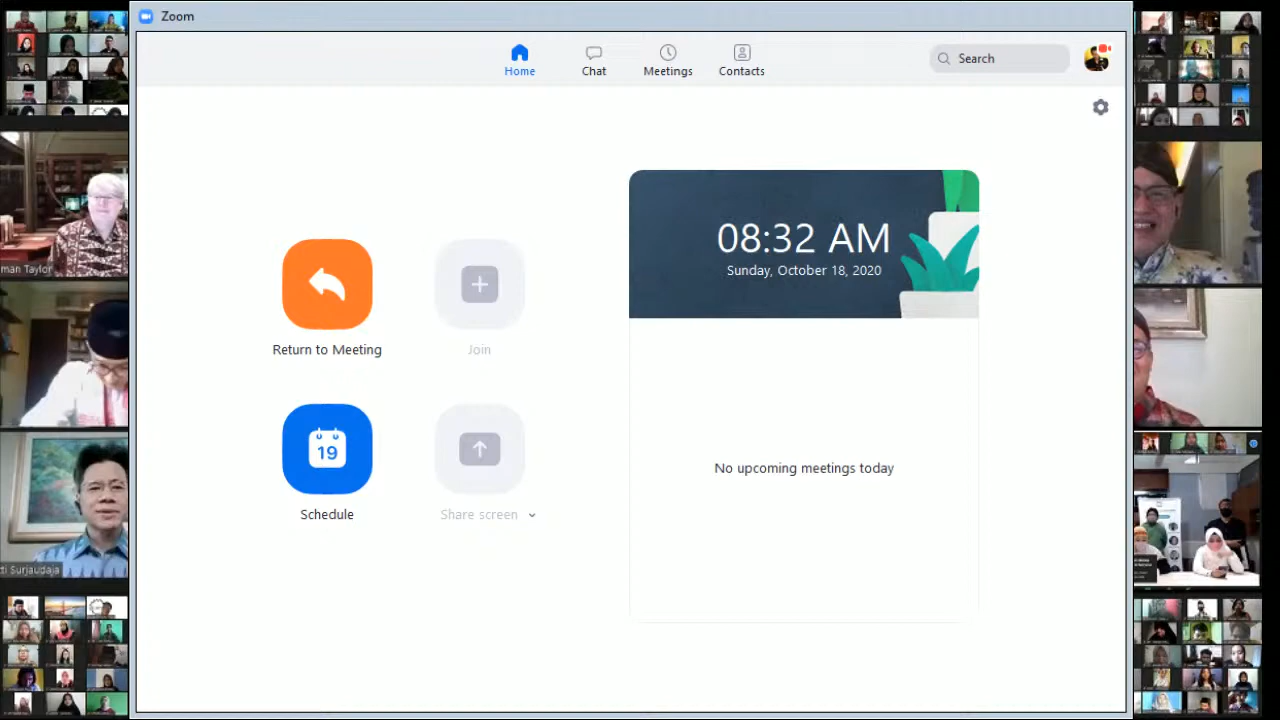 Zoom
Home
Chat
Meetings
Contacts
Search
08:32 AM
Sunday, October 18, 2020
Return to Meeting
Join
19
Schedule
Share screen
No upcoming meetings today
man Taylor
ti Surjaudaja